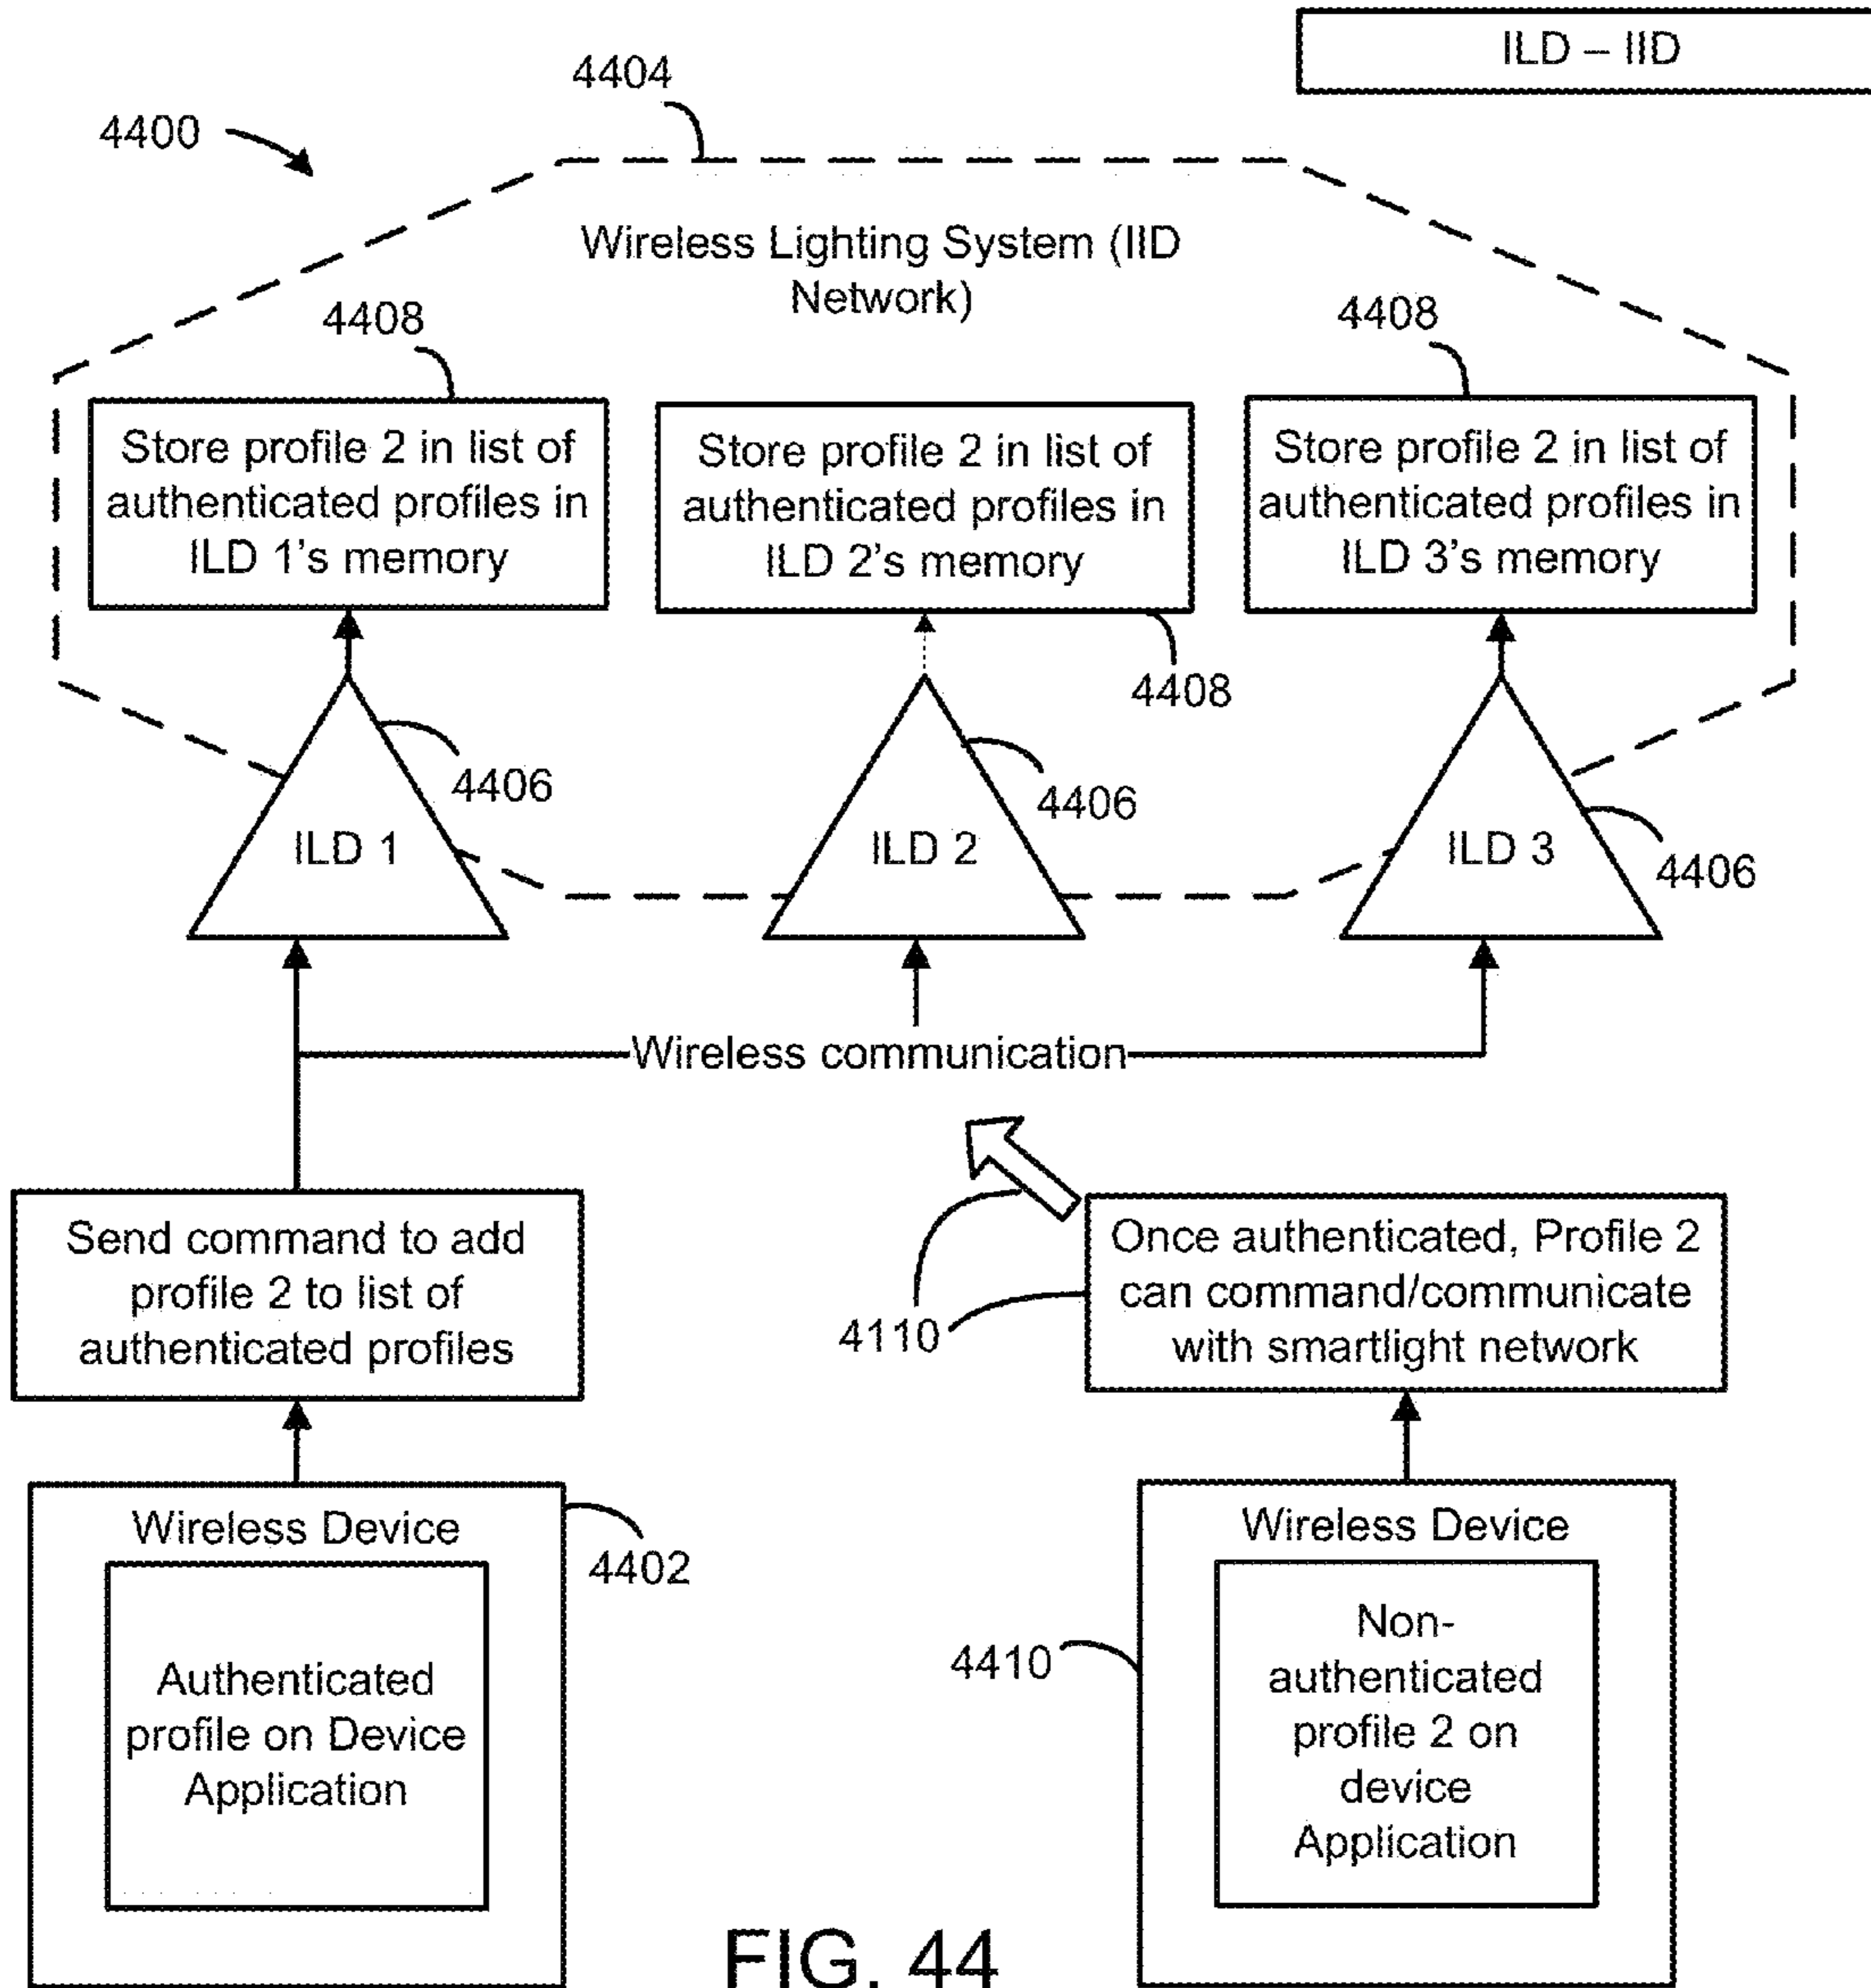 ILD – IID
4404
4400
Wireless Lighting System (IID
Network)
4408
4408
Store profile 2 in list of
authenticated profiles in
ILD 1's memory
Store profile 2 in list of
authenticated profiles in
ILD 2's memory
Store profile 2 in list of
authenticated profiles in
ILD 3's memory
4408
4406
4406
4406
ILD 1
ILD 2
ILD 3
Wireless communication
Send command to add
profile 2 to list of
authenticated profiles
4110
Once authenticated, Profile 2
can command/communicate
with smartlight network
Wireless Device
4402
Authenticated
profile on Device
Application
Wireless Device
4410
Non-
authenticated
profile 2 on
device
Application
FIG. 44